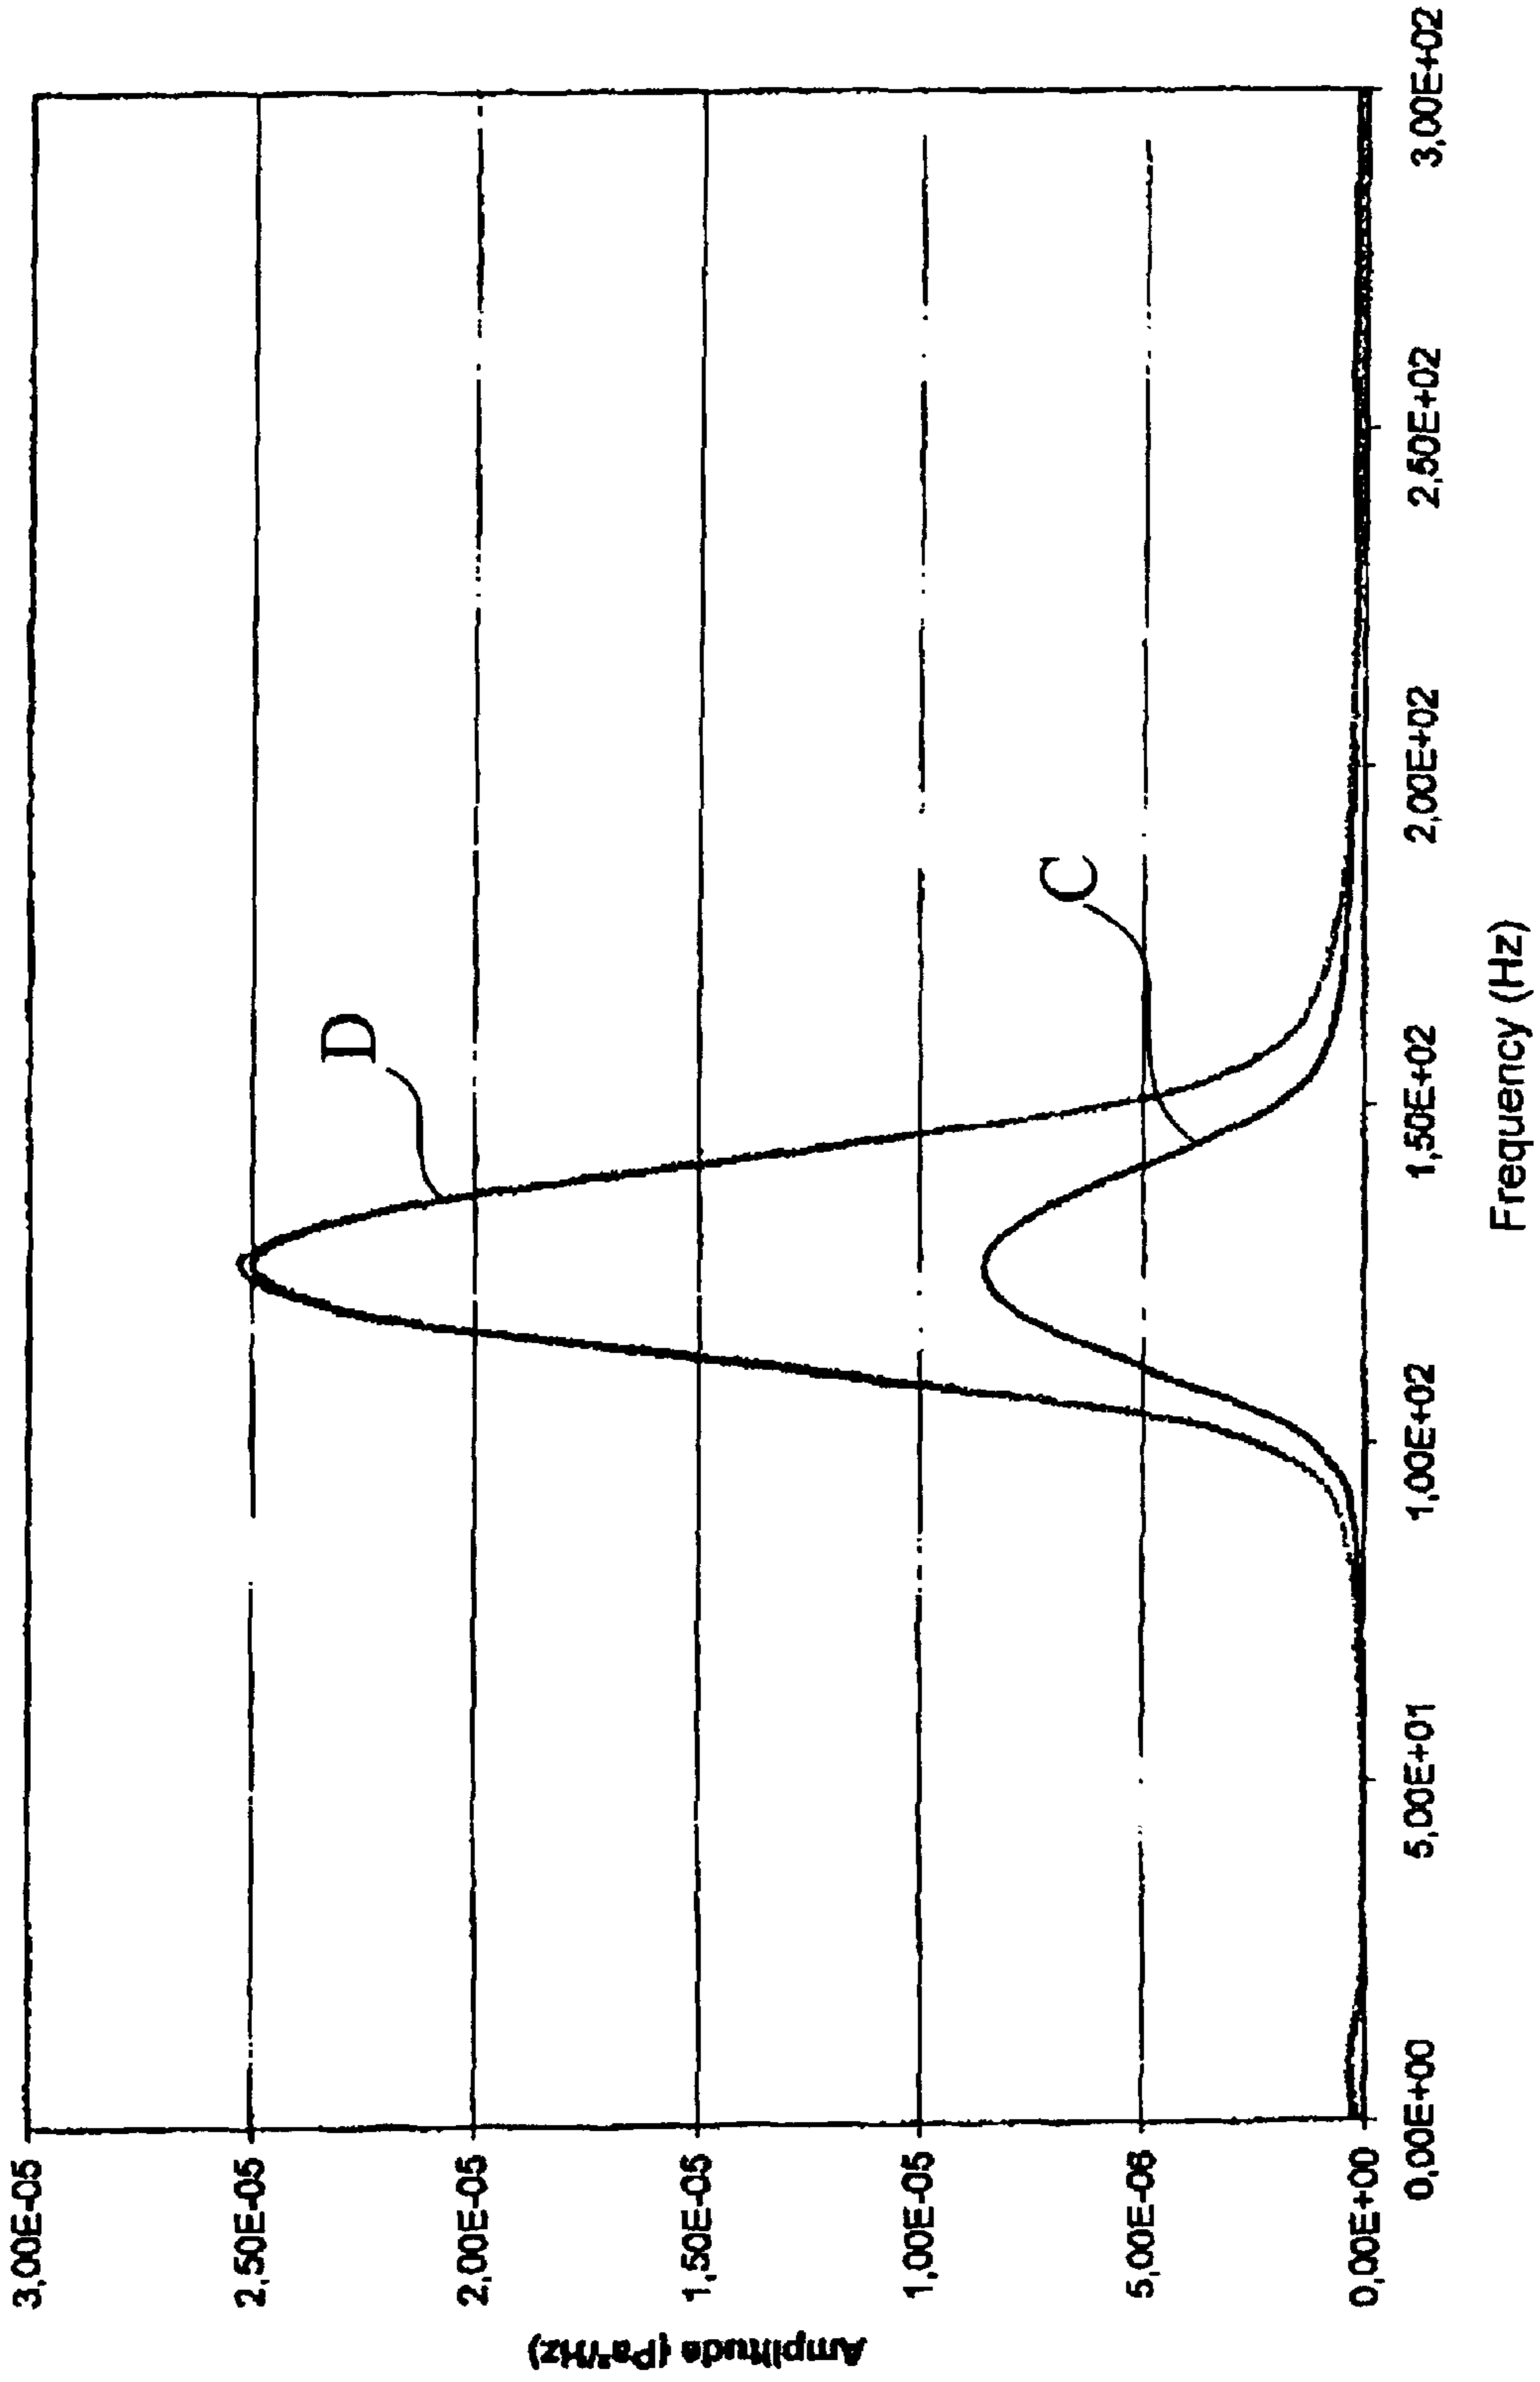 Amplitude (Pa²/Hz)
3,00E-05
2,50E-05
2,00E-05
1,50E-05
1,00E-05
5,00E-06
0,00E+00
D
C
0,00E+00
5,00E+01
1,00E+02
1,50E+02
2,00E+02
2,50E+02
3,00E+02
Frequency (Hz)